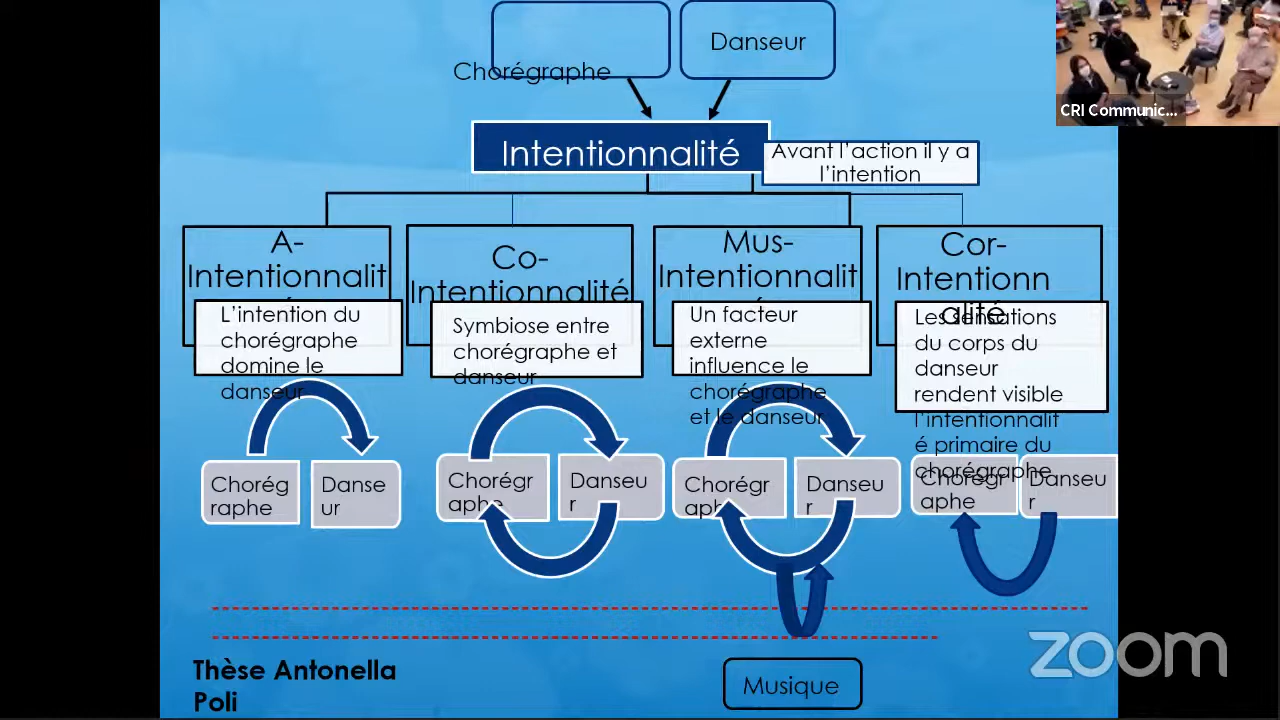 Chorégraphe
Danseur
CRI Communic...
Intentionnalité
Avant l'action il y a
l'intention
A-
Intentionnalit
Co-
Intentionnalité
Mus-
Intentionnalit
Cor-
Intentionn
alité
L'intention du
chorégraphe
domine le
danseur
Symbiose entre
chorégraphe et
danseur
Un facteur
externe
influence le
chorégraphe
et le danseur
Les sensations
du corps du
danseur
rendent visible
l'intentionnalit
é primaire du
chorégraphe
Chorég
raphe
Danse
ur
Chorégr
aphe
Danseu
r
Chorégr
aphe
Danseu
r
Chorégr
aphe
Danseu
r
Thèse Antonella
Poli
Musique
zoom